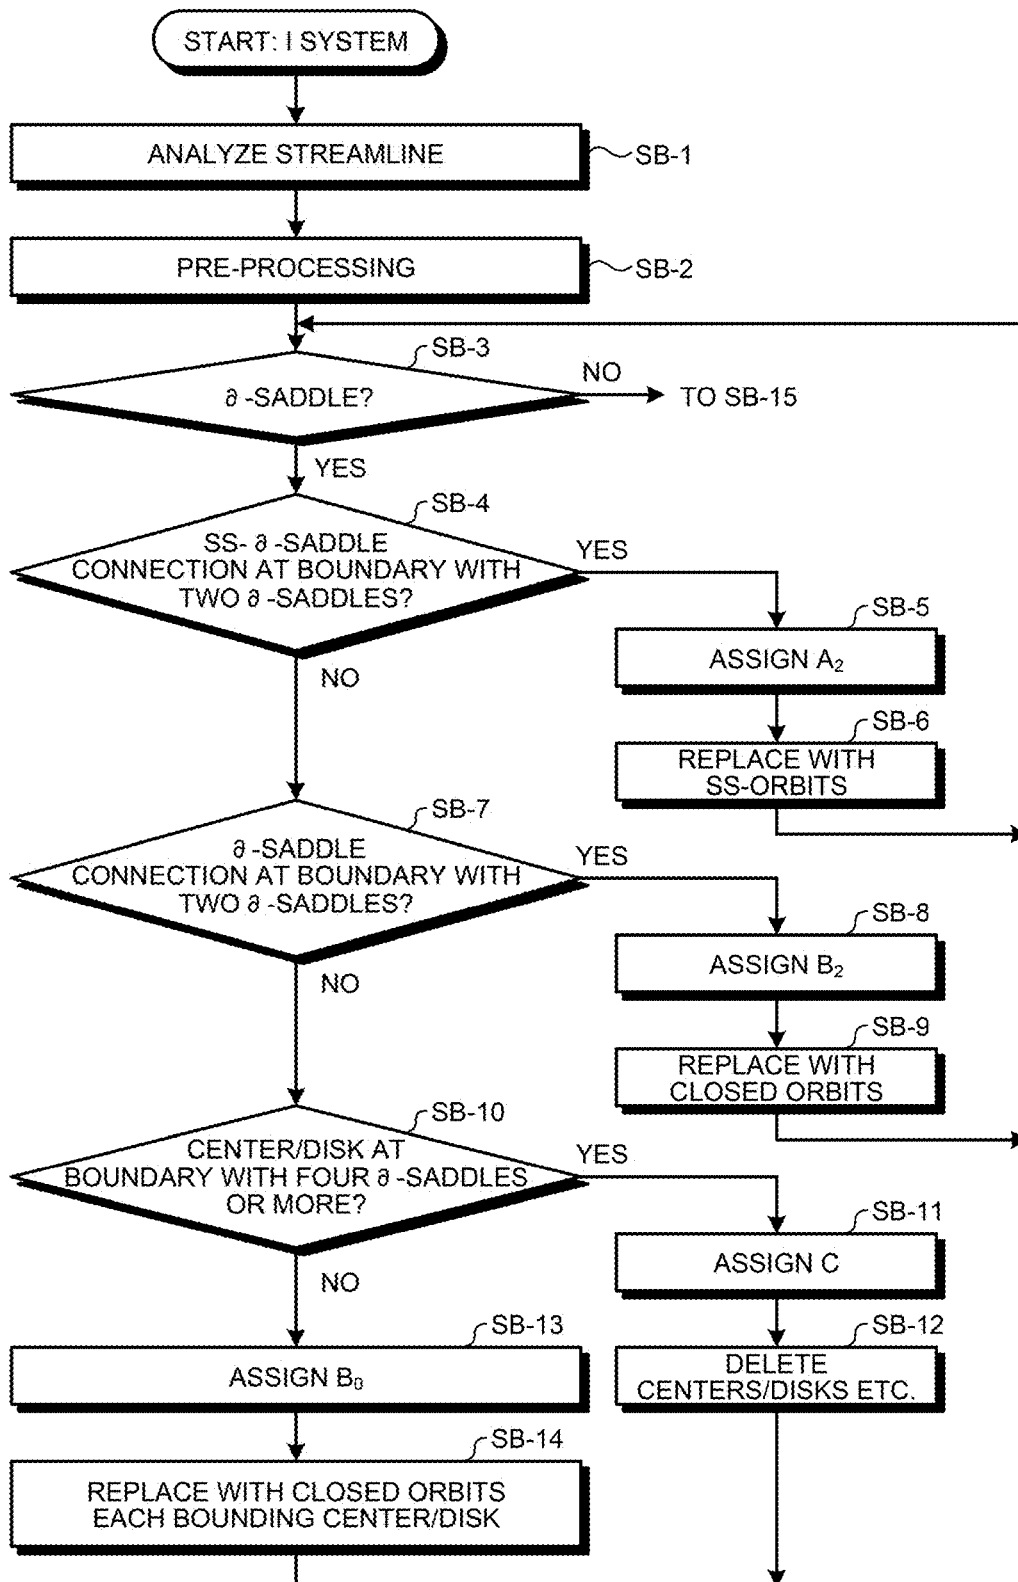 START: I SYSTEM
ANALYZE STREAMLINE
SB-1
PRE-PROCESSING
SB-2
SB-3
∂-SADDLE?
NO
TO SB-15
YES
SB-4
SS- ∂-SADDLE
CONNECTION AT BOUNDARY WITH
TWO ∂-SADDLES?
YES
NO
SB-5
ASSIGN A₂
SB-6
REPLACE WITH
SS-ORBITS
SB-7
∂-SADDLE
CONNECTION AT BOUNDARY WITH
TWO ∂-SADDLES?
YES
NO
SB-8
ASSIGN B₂
SB-9
REPLACE WITH
CLOSED ORBITS
SB-10
CENTER/DISK AT
BOUNDARY WITH FOUR ∂-SADDLES
OR MORE?
YES
NO
SB-11
ASSIGN C
SB-12
DELETE
CENTERS/DISKS ETC.
SB-13
ASSIGN B₀
SB-14
REPLACE WITH CLOSED ORBITS
EACH BOUNDING CENTER/DISK